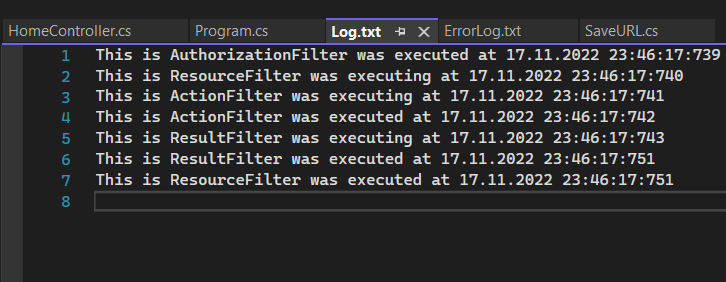 HomeController.cs Program.cs Log.txt ErrorLog.txt SaveURL.cs
1 This is AuthorizationFilter was executed at 17.11.2022 23:46:17:739
2 This is ResourceFilter was executing at 17.11.2022 23:46:17:740
3 This is ActionFilter was executing at 17.11.2022 23:46:17:741
4 This is ActionFilter was executed at 17.11.2022 23:46:17:742
5 This is ResultFilter was executing at 17.11.2022 23:46:17:743
6 This is ResultFilter was executed at 17.11.2022 23:46:17:751
7 This is ResourceFilter was executed at 17.11.2022 23:46:17:751
8